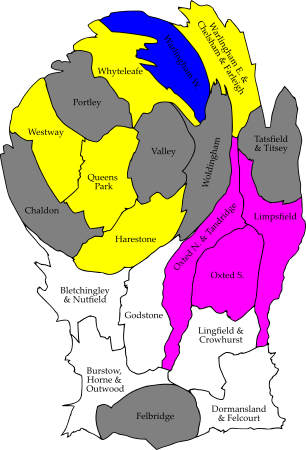 Warlingham E. &
Chelsham & Farleigh
Warlingham W.
Whyteleafe
Portley
Westway
Valley
Tatsfield
& Titsey
Woldingham
Queens
Park
Chaldon
Limpsfield
Harestone
Oxted N. & Tandridge
Oxted S.
Bletchingley
& Nutfield
Godstone
Lingfield &
Crowhurst
Burstow,
Horne &
Outwood
Felbridge
Dormansland
& Felcourt